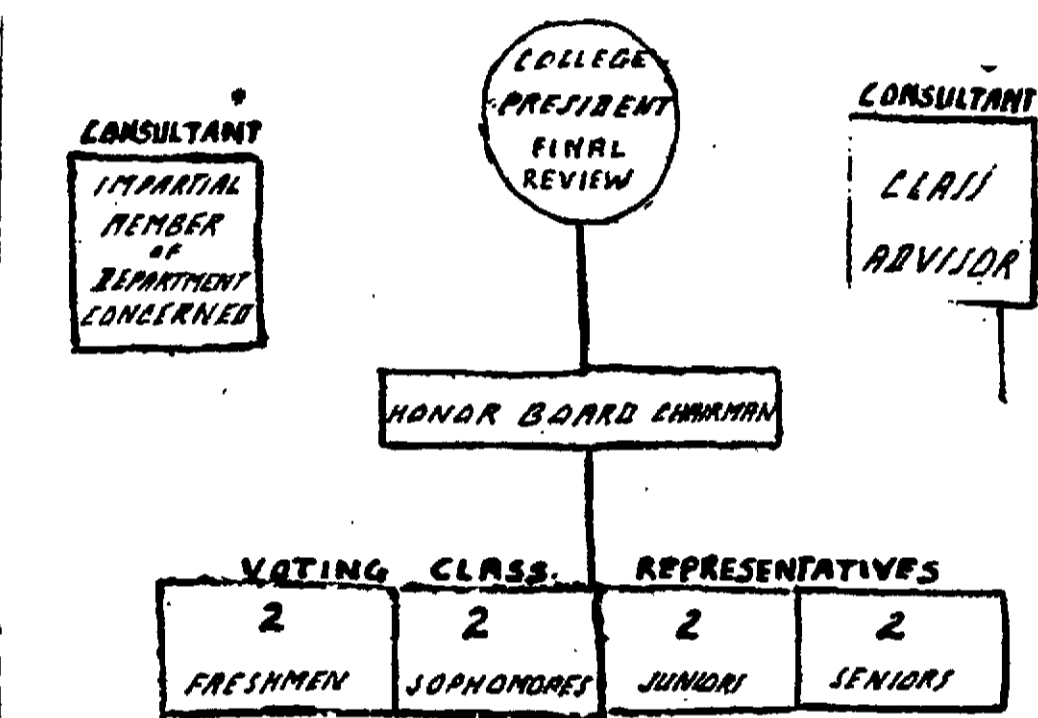 CONSULTANT
IMPARTIAL
MEMBER
OF
DEPARTMENT
CONCERNED
COLLEGE
PRESIDENT
FINAL
REVIEW
CONSULTANT
CLASS
ADVISOR
HONOR BOARD CHAIRMAN
VOTING CLASS. REPRESENTATIVES
2 2 2 2
FRESHMEN SOPHOMORES JUNIORS SENIORS